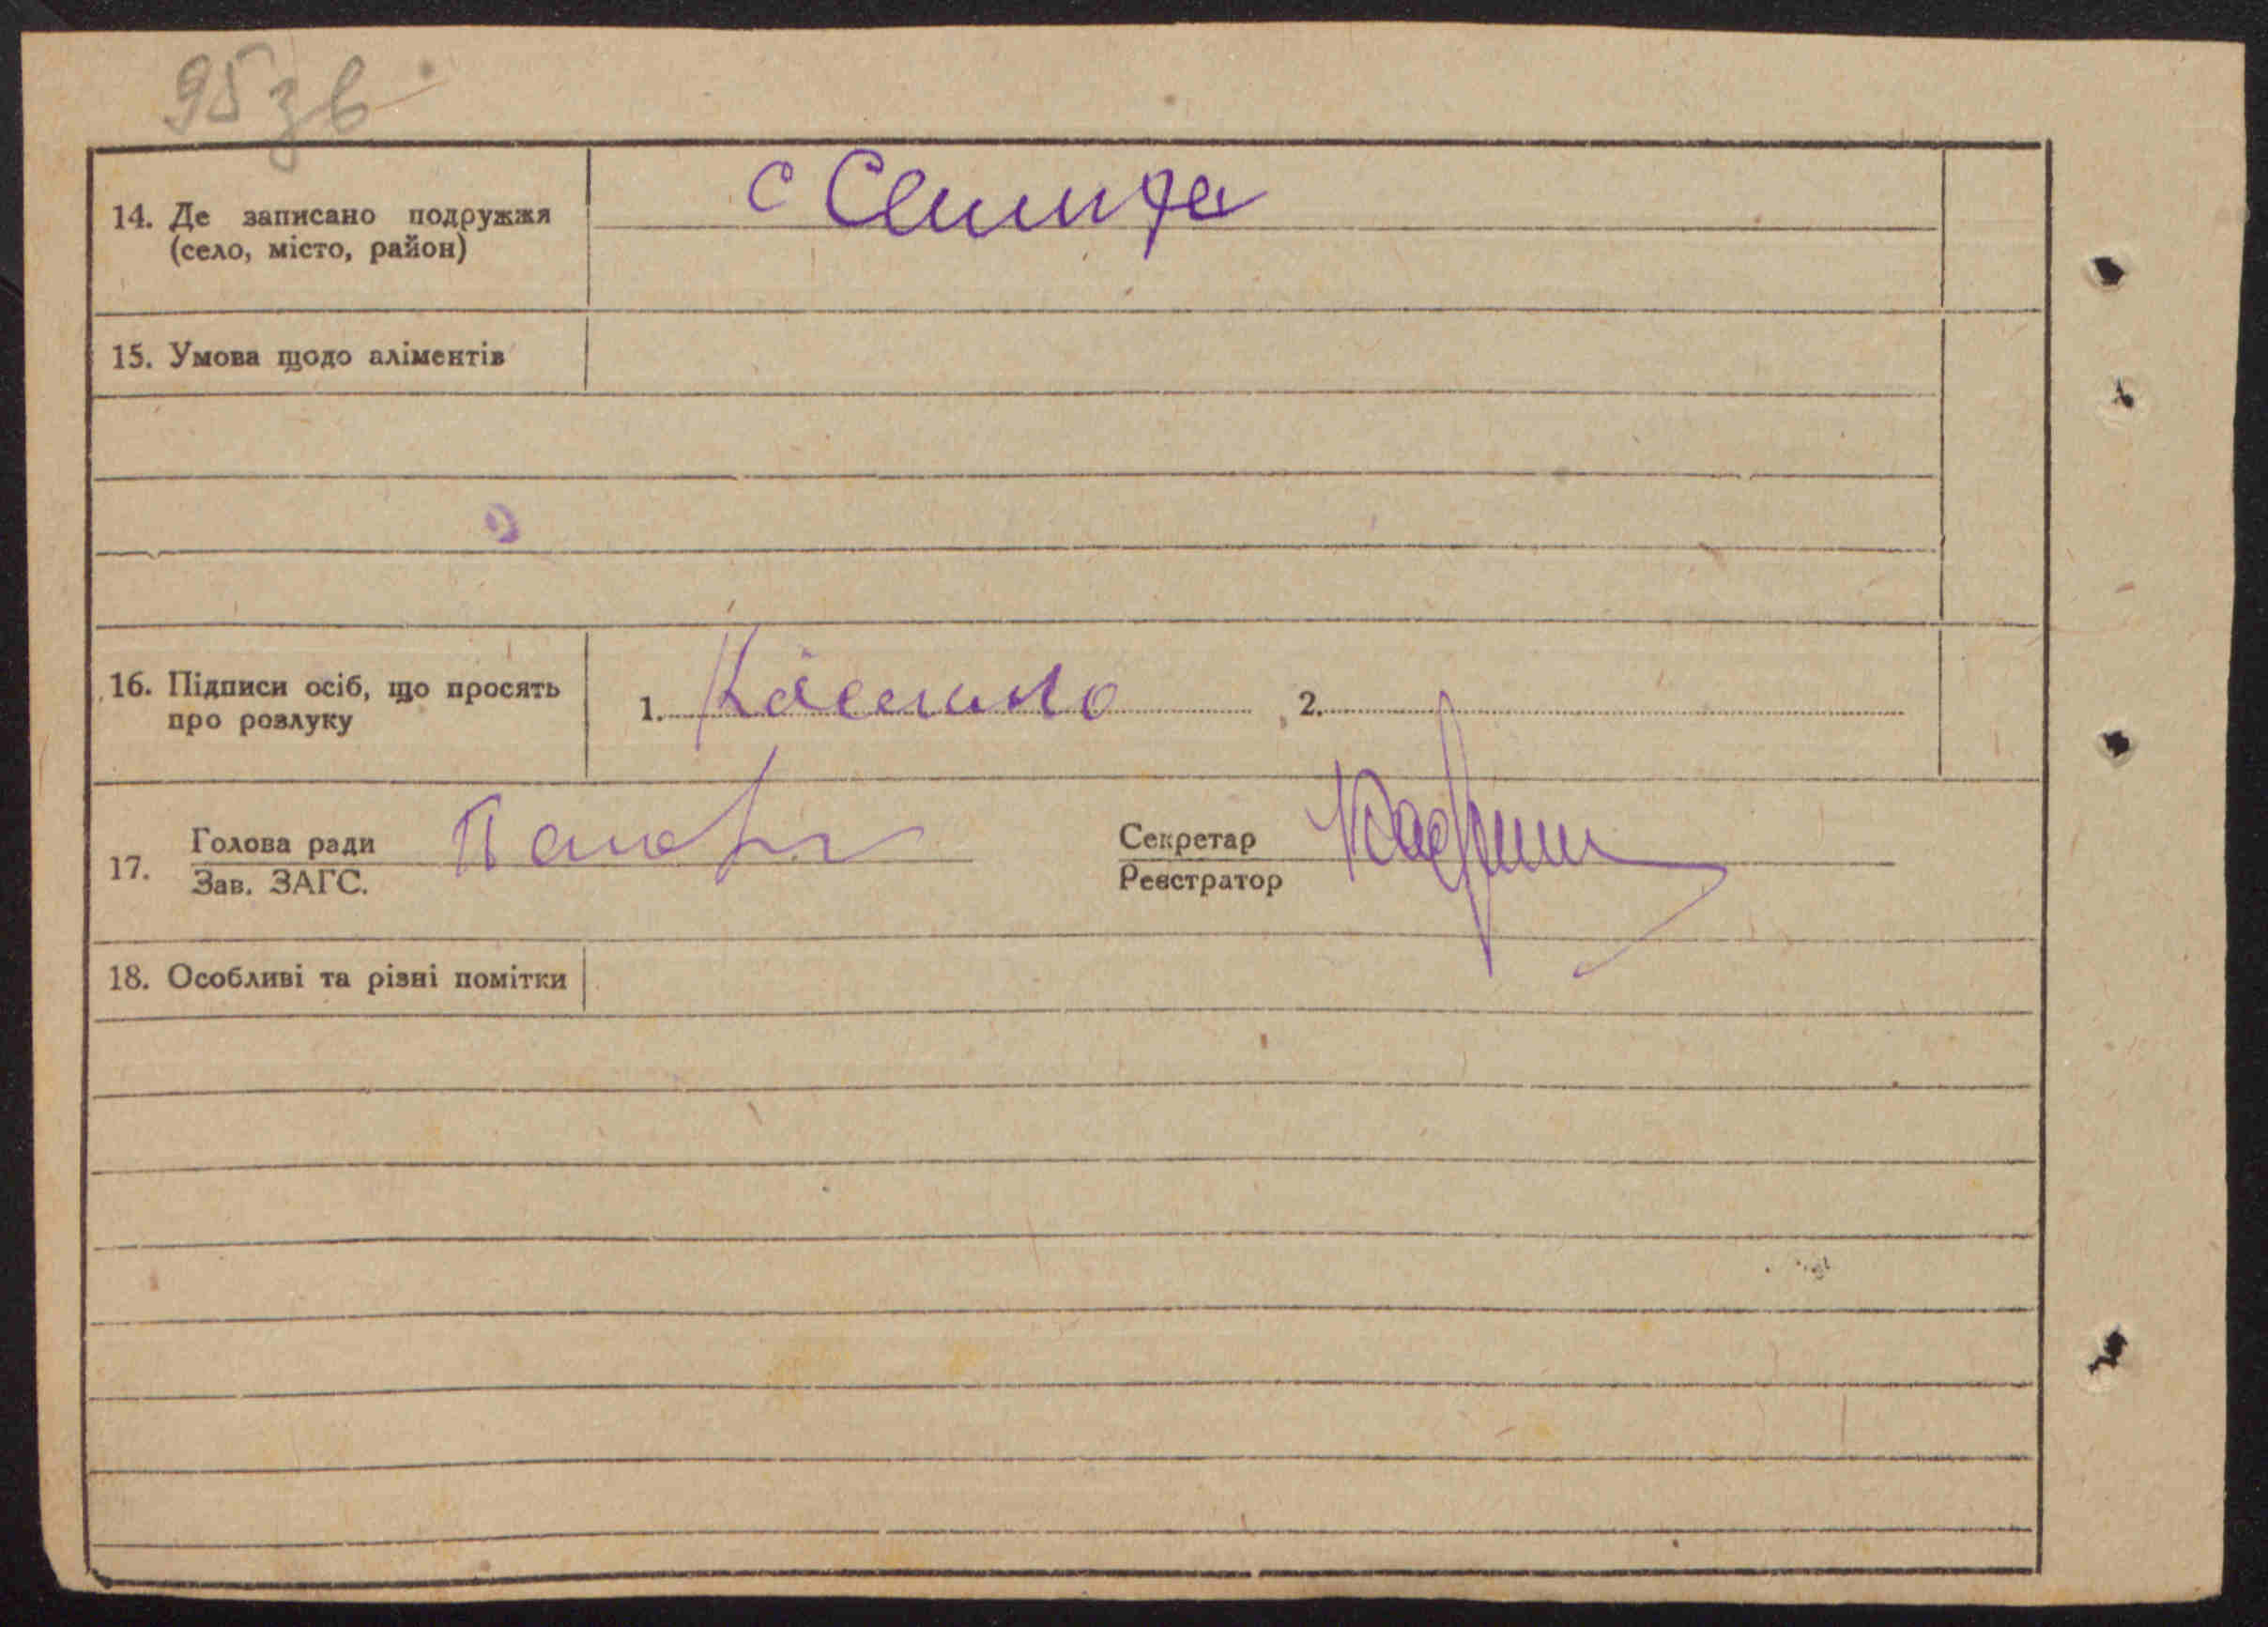 95 зв
14. Де записано подружжя
(село, місто, район)
с
15. Умова щодо аліментів
16. Підписи осіб, що просять
про розлуку
1.
2.
17.
Голова ради
Зав. ЗАГС.
Секретар
Реєстратор
18. Особливі та різні помітки